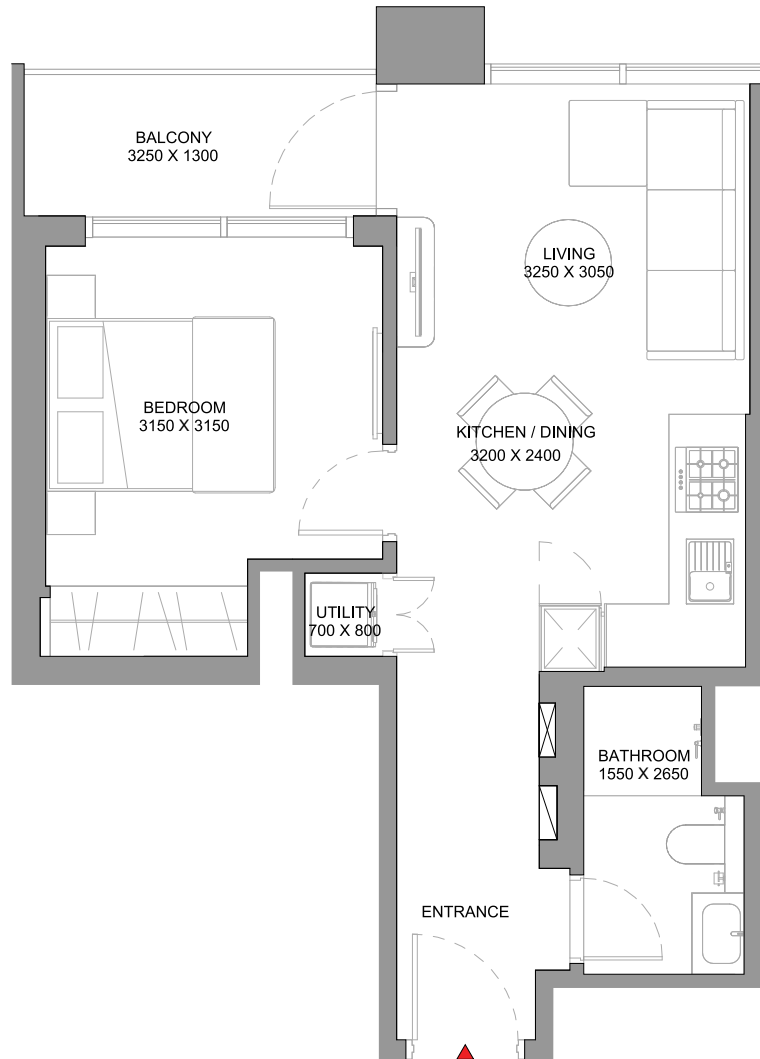 BALCONY
3250 X 1300
LIVING
3250 X 3050
BEDROOM
3150 X 3150
KITCHEN / DINING
3200 X 2400
UTILITY
700 X 800
BATHROOM
1550 X 2650
ENTRANCE